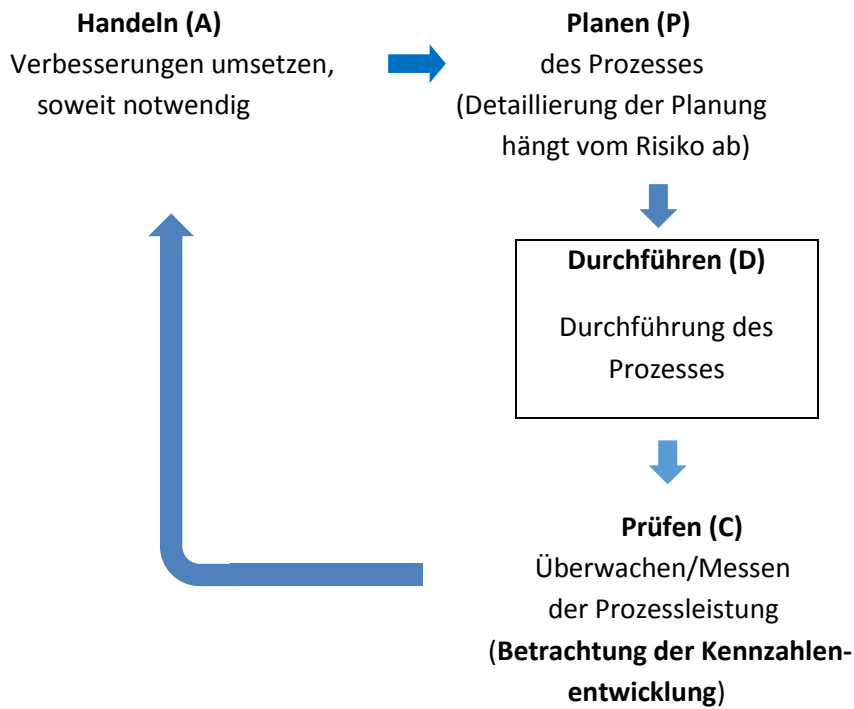 Handeln (A)
Verbesserungen umsetzen,
soweit notwendig
Planen (P)
des Prozesses
(Detaillierung der Planung
hängt vom Risiko ab)
Durchführen (D)
Durchführung des
Prozesses
Prüfen (C)
Überwachen/Messen
der Prozessleistung
(Betrachtung der Kennzahlen-
entwicklung)